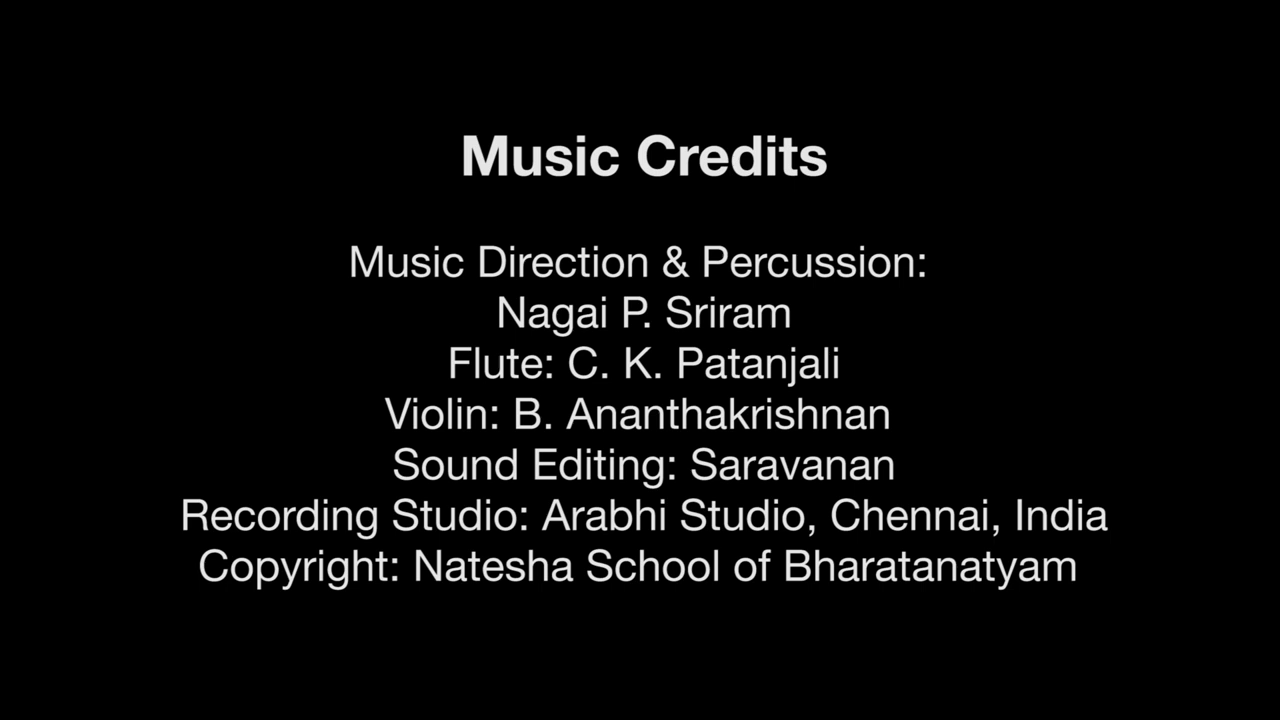 Music Credits
Music Direction & Percussion:
Nagai P. Sriram
Flute: C. K. Patanjali
Violin: B. Ananthakrishnan
Sound Editing: Saravanan
Recording Studio: Arabhi Studio, Chennai, India
Copyright: Natesha School of Bharatanatyam